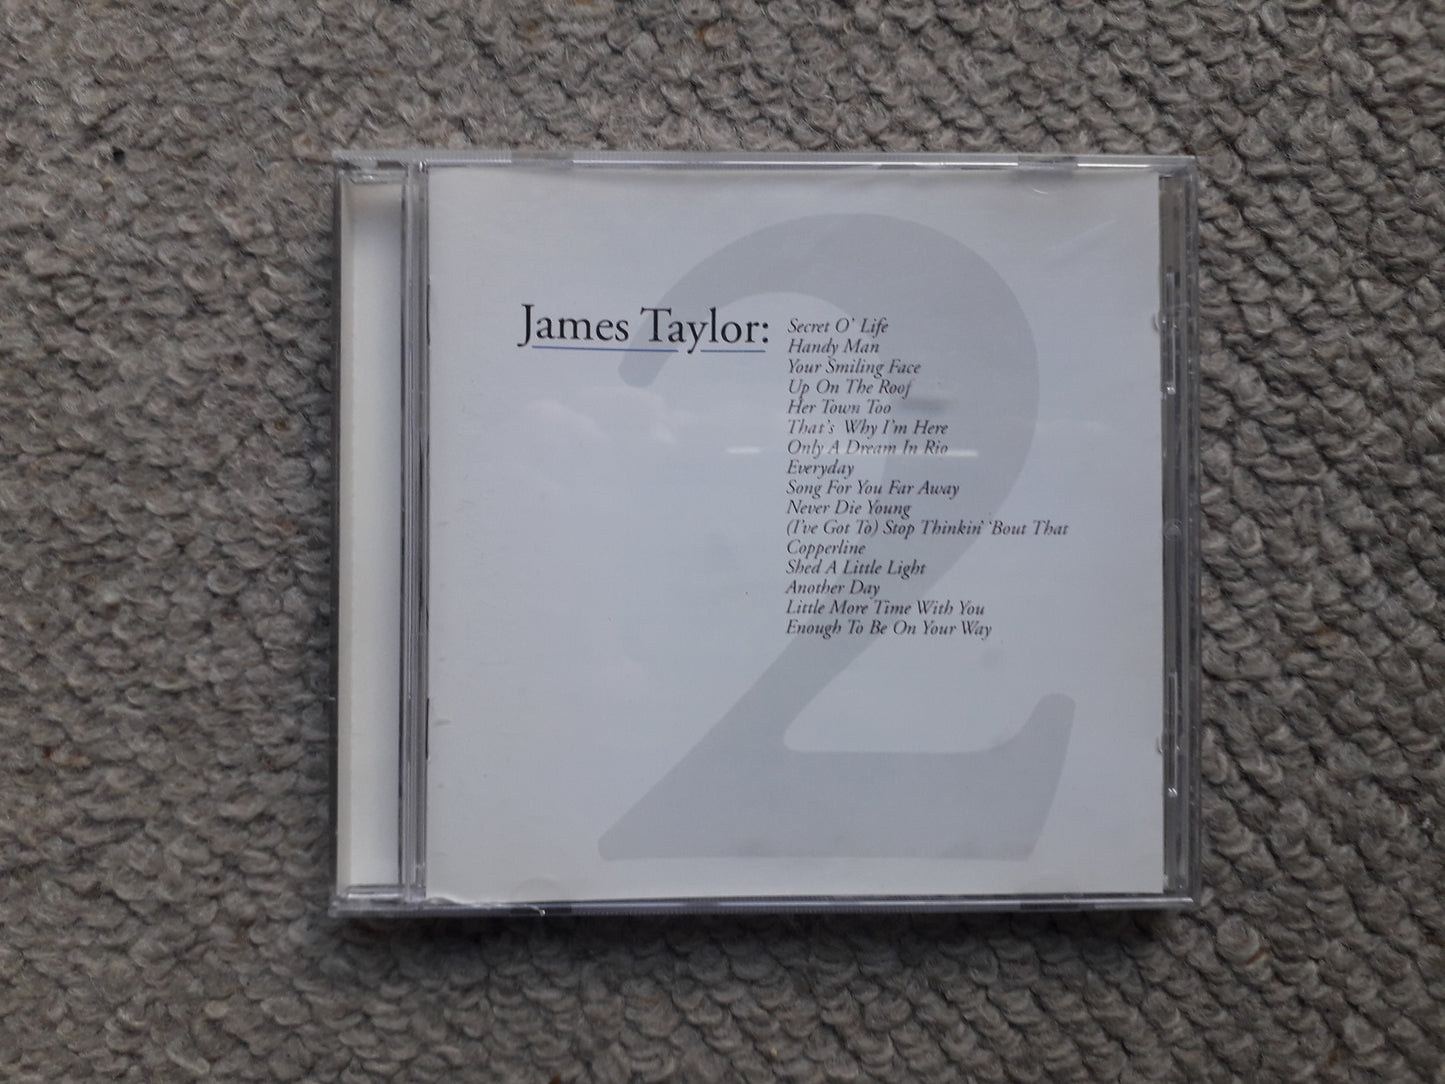 James Taylor:
2
Secret O' Life
Handy Man
Your Smiling Face
Up On The Roof
Her Town Too
That's Why I'm Here
Only A Dream In Rio
Everyday
Song For You Far Away
Never Die Young
(I've Got To) Stop Thinkin' 'Bout That
Copperline
Shed A Little Light
Another Day
Little More Time With You
Enough To Be On Your Way